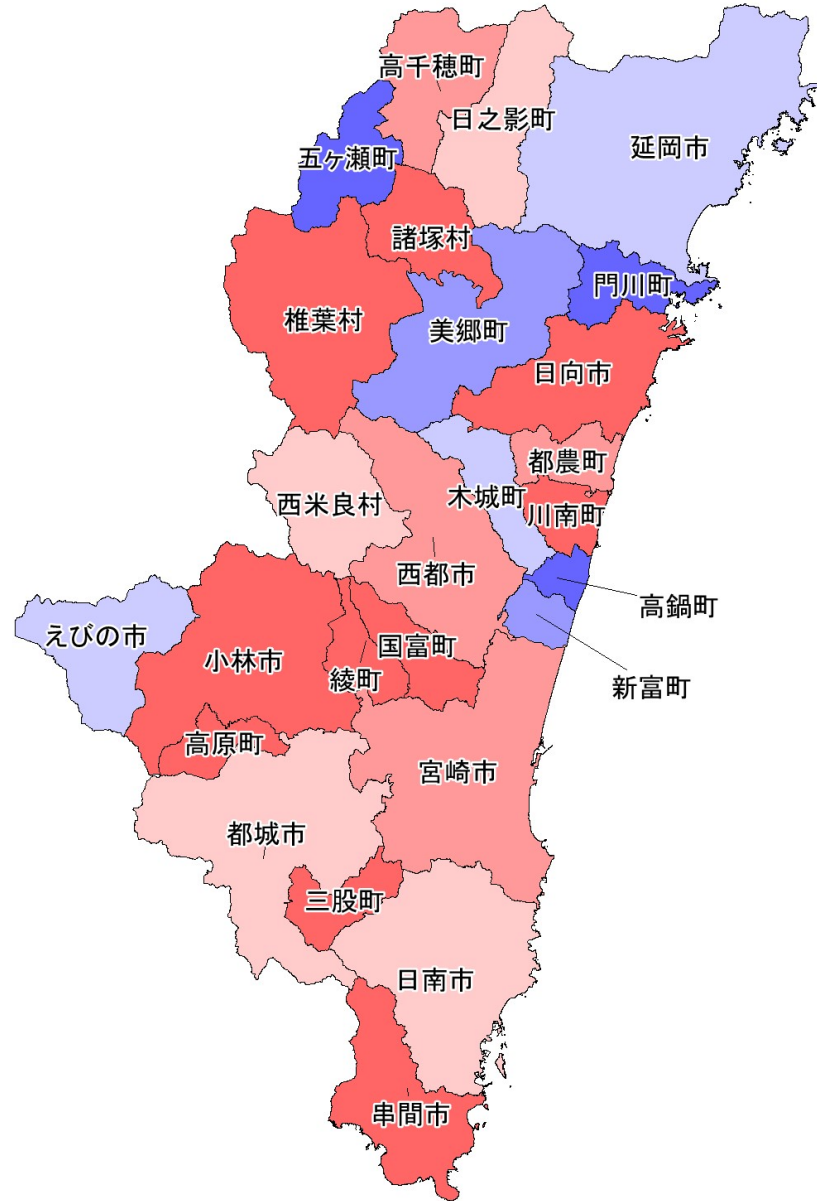 高千穂町
日之影町
延岡市
五ヶ瀬町
諸塚村
門川町
椎葉村
美郷町
日向市
都農町
木城町
西米良村
川南町
西都市
高鍋町
えびの市
国富町
小林市
綾町
新富町
高原町
宮崎市
都城市
三股町
日南市
串間市